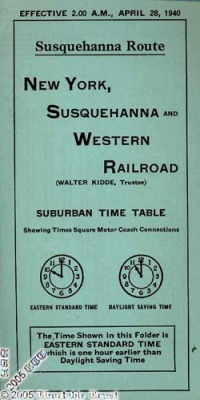 EFFECTIVE 2.00 A.M., APRIL 28, 1940
Susquehanna Route
NEW YORK,
SUSQUEHANNA AND
WESTERN
RAILROAD
(WALTER KIDDE, Trustee)
SUBURBAN TIME TABLE
Showing Times Square Motor Coach Connections
EASTERN STANDARD TIME DAYLIGHT SAVING TIME
The Time Shown in this Folder is
EASTERN STANDARD TIME
which is one hour earlier than
Daylight Saving Time
© 2005